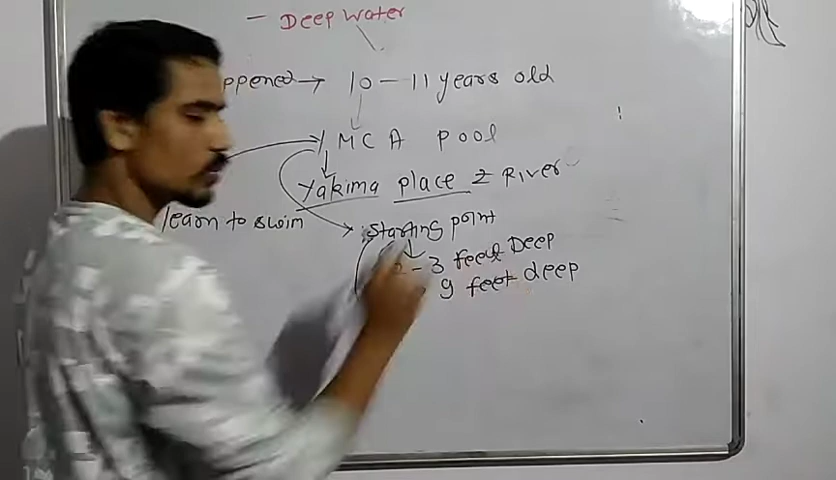 - Deep Water
ppened → 10 - 11 years old
YMCA pool
Yakima place & River
learn to swim
starting point
2 - 3 feet Deep
9 feet deep